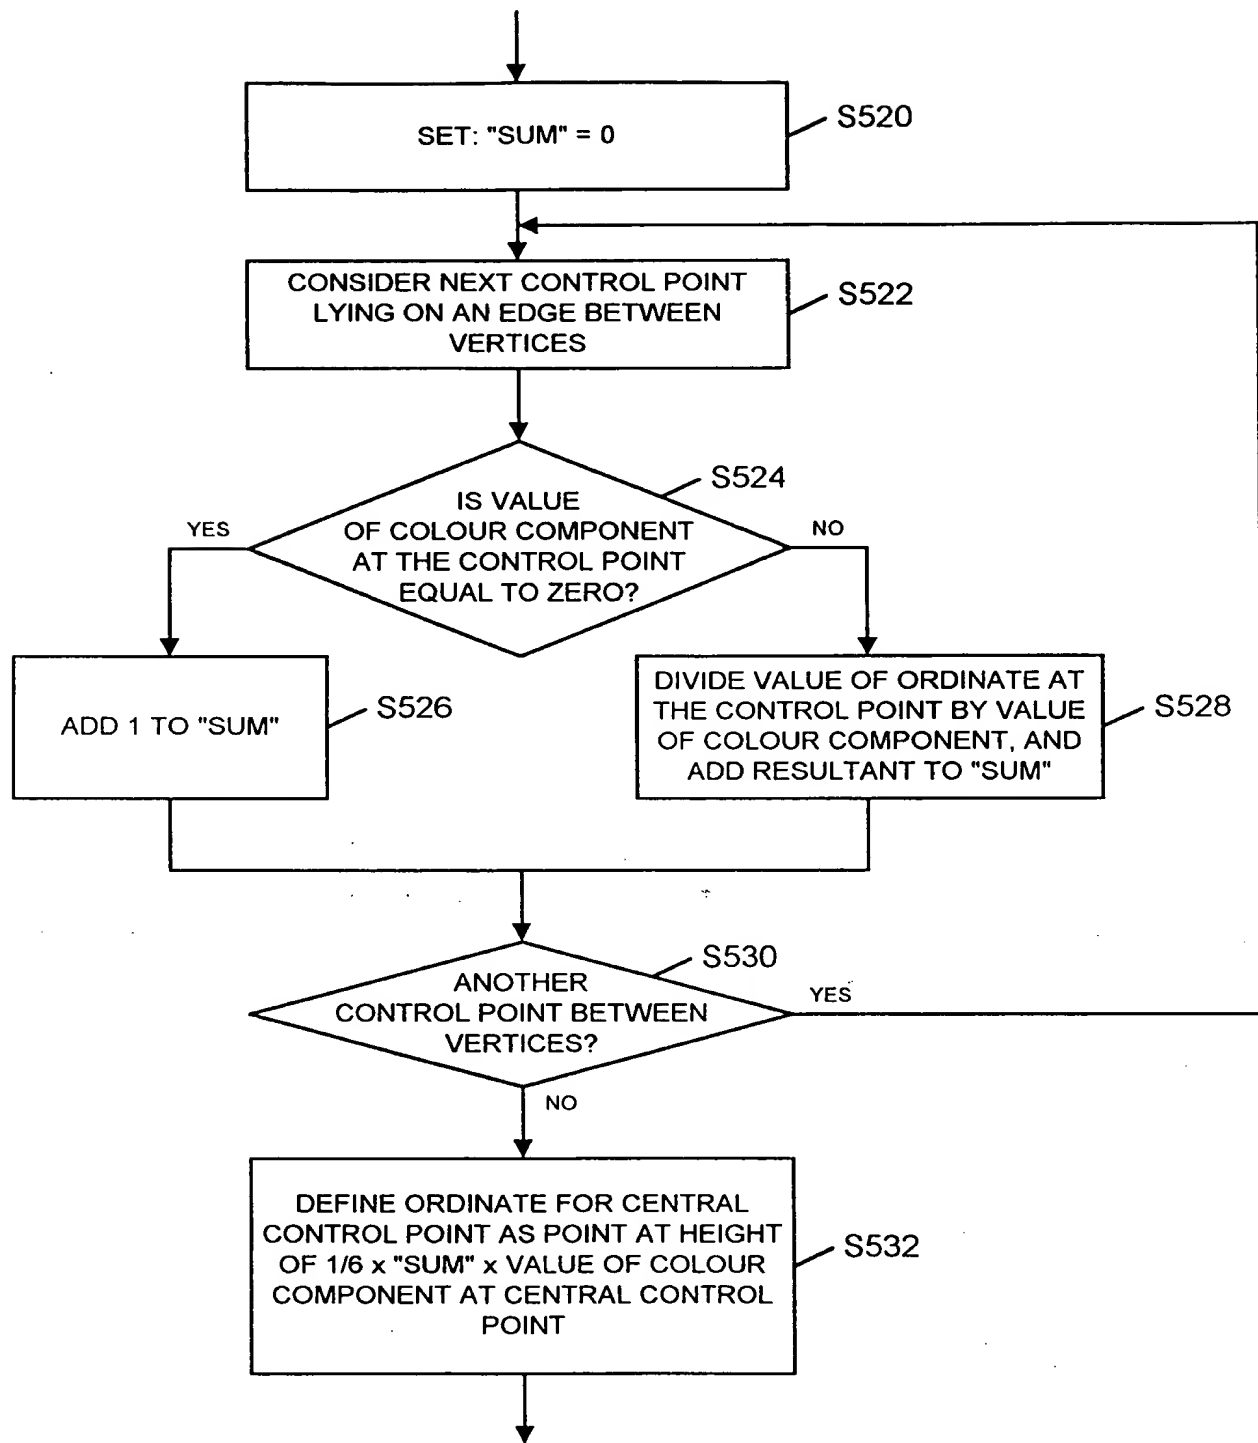 SET: "SUM" = 0
S520
CONSIDER NEXT CONTROL POINT
LYING ON AN EDGE BETWEEN
VERTICES
S522
IS VALUE
OF COLOUR COMPONENT
AT THE CONTROL POINT
EQUAL TO ZERO?
S524
YES
NO
ADD 1 TO "SUM"
S526
DIVIDE VALUE OF ORDINATE AT
THE CONTROL POINT BY VALUE
OF COLOUR COMPONENT, AND
ADD RESULTANT TO "SUM"
S528
ANOTHER
CONTROL POINT BETWEEN
VERTICES?
S530
YES
NO
DEFINE ORDINATE FOR CENTRAL
CONTROL POINT AS POINT AT HEIGHT
OF 1/6 x "SUM" x VALUE OF COLOUR
COMPONENT AT CENTRAL CONTROL
POINT
S532